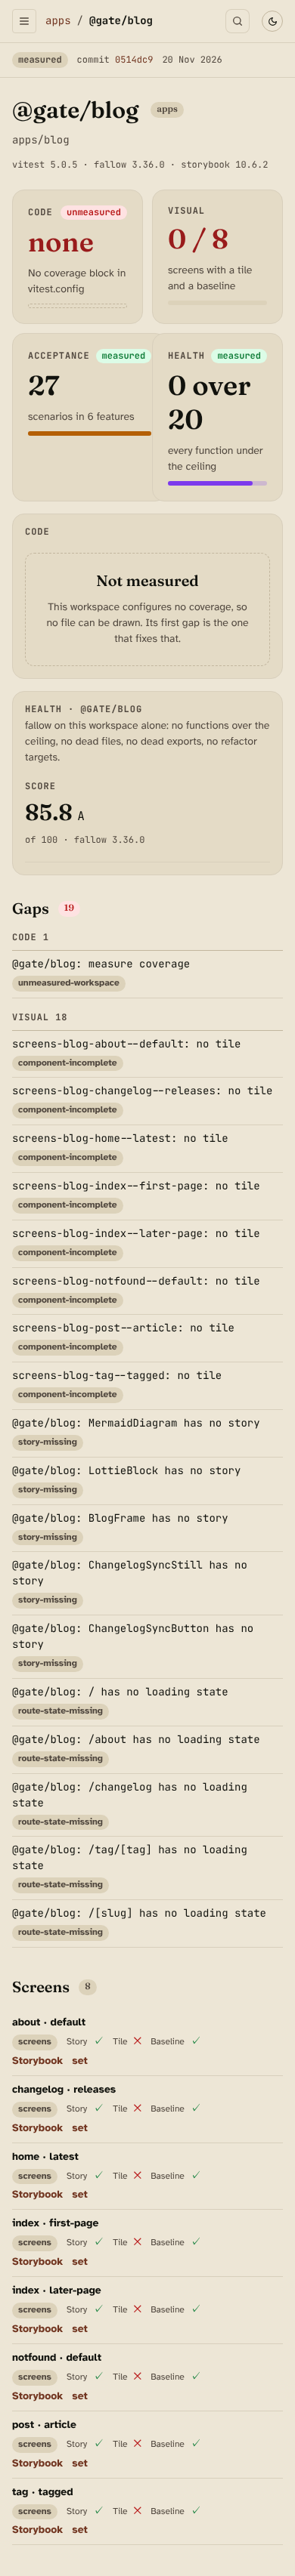 apps / @gate/blog
measured commit 0514dc9 20 Nov 2026
@gate/blog apps
apps/blog
vitest 5.0.5 · fallow 3.36.0 · storybook 10.6.2
CODE unmeasured
none
No coverage block in
vitest.config
VISUAL
0 / 8
screens with a tile
and a baseline
ACCEPTANCE measured
27
scenarios in 6 features
HEALTH measured
0 over
20
every function under
the ceiling
CODE
Not measured
This workspace configures no coverage, so
no file can be drawn. Its first gap is the one
that fixes that.
HEALTH · @GATE/BLOG
fallow on this workspace alone: no functions over the
ceiling, no dead files, no dead exports, no refactor
targets.
SCORE
85.8 A
of 100 · fallow 3.36.0
Gaps 19
CODE 1
@gate/blog: measure coverage
unmeasured-workspace
VISUAL 18
screens-blog-about--default: no tile
component-incomplete
screens-blog-changelog--releases: no tile
component-incomplete
screens-blog-home--latest: no tile
component-incomplete
screens-blog-index--first-page: no tile
component-incomplete
screens-blog-index--later-page: no tile
component-incomplete
screens-blog-notfound--default: no tile
component-incomplete
screens-blog-post--article: no tile
component-incomplete
screens-blog-tag--tagged: no tile
component-incomplete
@gate/blog: MermaidDiagram has no story
story-missing
@gate/blog: LottieBlock has no story
story-missing
@gate/blog: BlogFrame has no story
story-missing
@gate/blog: ChangelogSyncStill has no
story
story-missing
@gate/blog: ChangelogSyncButton has no
story
story-missing
@gate/blog: / has no loading state
route-state-missing
@gate/blog: /about has no loading state
route-state-missing
@gate/blog: /changelog has no loading
state
route-state-missing
@gate/blog: /tag/[tag] has no loading
state
route-state-missing
@gate/blog: /[slug] has no loading state
route-state-missing
Screens 8
about · default
screens Story ✓ Tile ✕ Baseline ✓
Storybook set
changelog · releases
screens Story ✓ Tile ✕ Baseline ✓
Storybook set
home · latest
screens Story ✓ Tile ✕ Baseline ✓
Storybook set
index · first-page
screens Story ✓ Tile ✕ Baseline ✓
Storybook set
index · later-page
screens Story ✓ Tile ✕ Baseline ✓
Storybook set
notfound · default
screens Story ✓ Tile ✕ Baseline ✓
Storybook set
post · article
screens Story ✓ Tile ✕ Baseline ✓
Storybook set
tag · tagged
screens Story ✓ Tile ✕ Baseline ✓
Storybook set